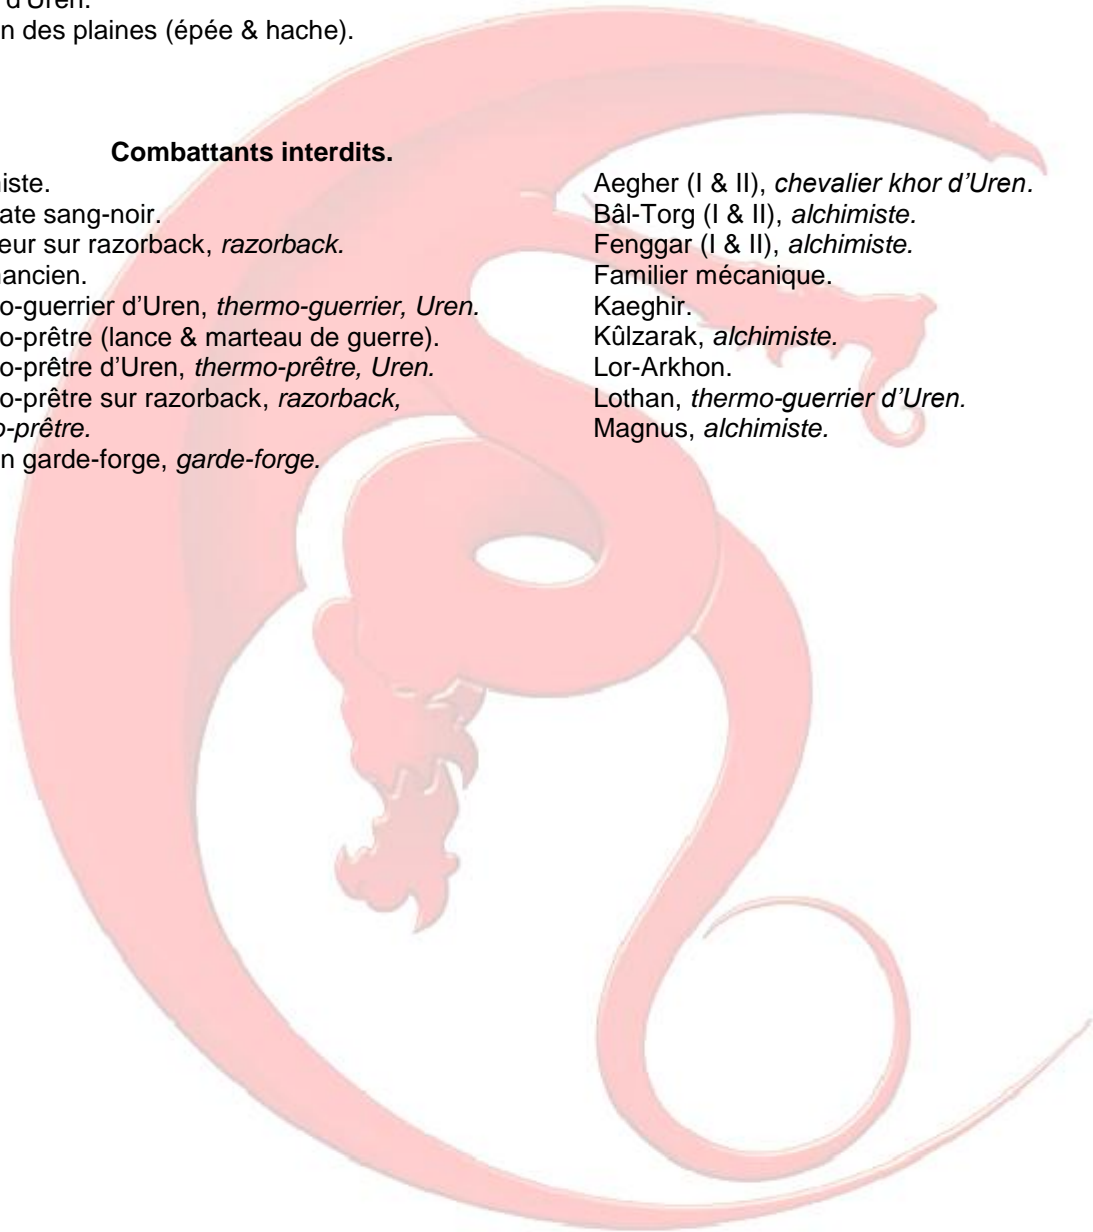 d'Uren.
n des plaines (épée & hache).
Combattants interdits.
iste.
ate sang-noir.
eur sur razorback, razorback.
nancien.
o-guerrier d'Uren, thermo-guerrier, Uren.
o-prêtre (lance & marteau de guerre).
o-prêtre d'Uren, thermo-prêtre, Uren.
o-prêtre sur razorback, razorback,
o-prêtre.
n garde-forge, garde-forge.
Aegher (I & II), chevalier khor d'Uren.
Bâl-Torg (I & II), alchimiste.
Fenggar (I & II), alchimiste.
Familier mécanique.
Kaeghir.
Kûlzarak, alchimiste.
Lor-Arkhon.
Lothan, thermo-guerrier d'Uren.
Magnus, alchimiste.